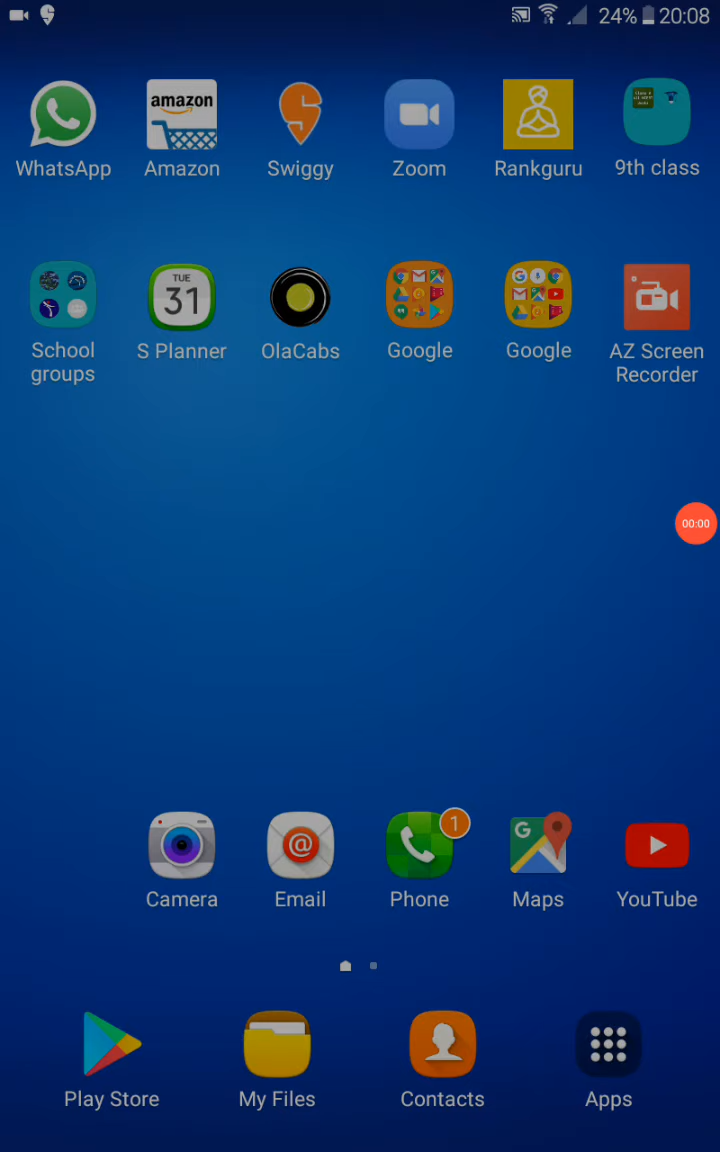 24% 20:08
amazon
WhatsApp Amazon Swiggy Zoom Rankguru 9th class
TUE
31
School groups S Planner OlaCabs Google Google AZ Screen Recorder
00:00
1
Camera Email Phone Maps YouTube
Play Store My Files Contacts Apps